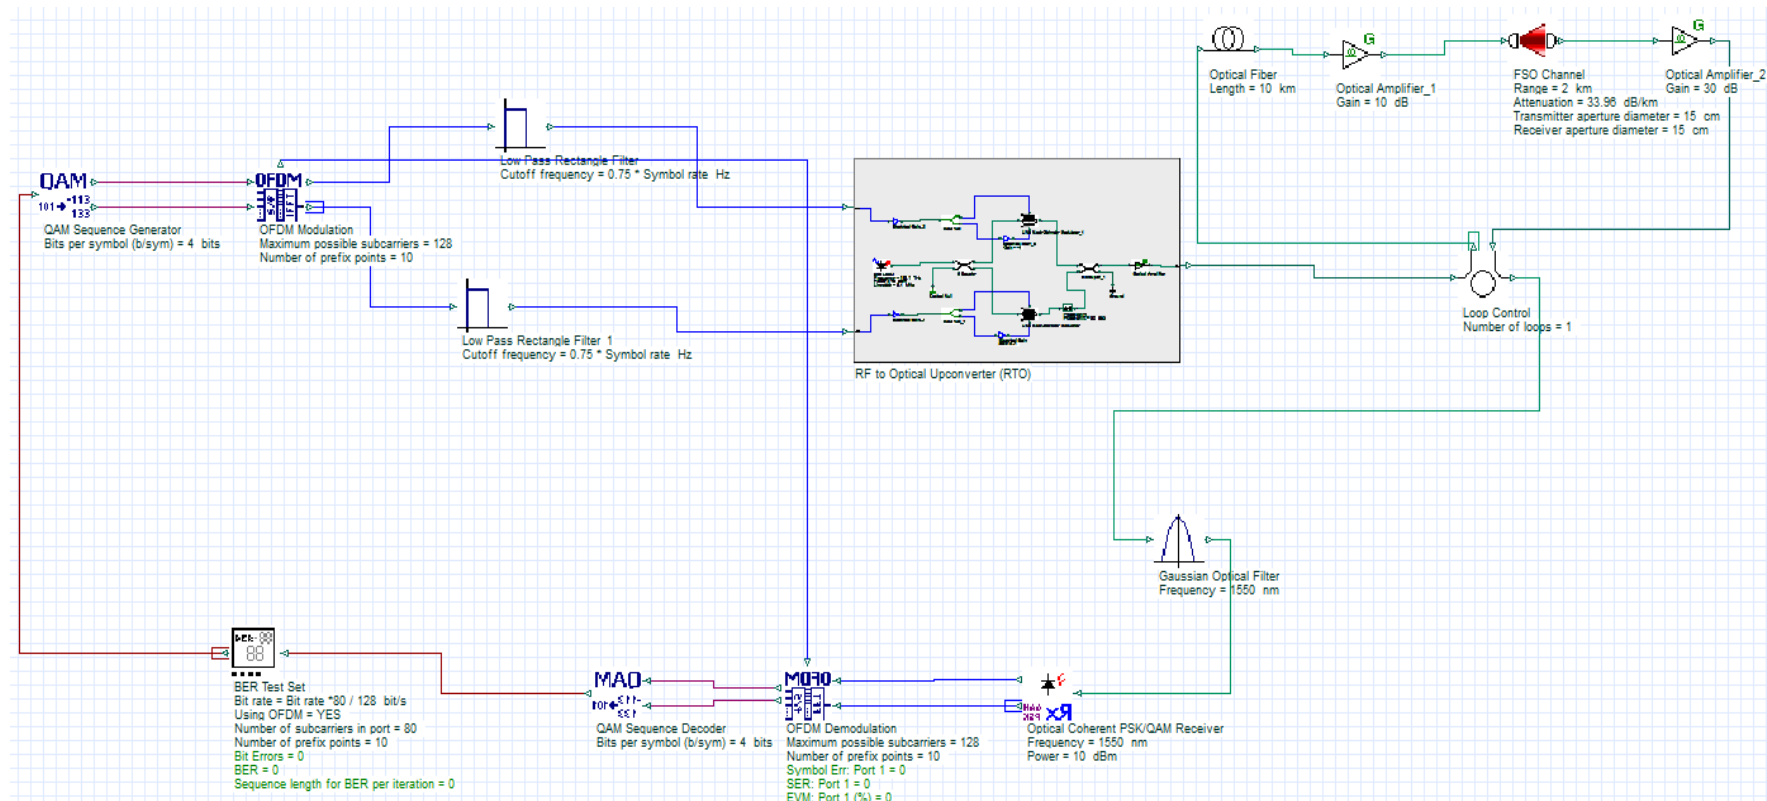 G
G
Optical Fiber
Length = 10 km
Optical Amplifier_1
Gain = 10 dB
FSO Channel
Range = 2 km
Attenuation = 33.96 dB/km
Transmitter aperture diameter = 15 cm
Receiver aperture diameter = 15 cm
Optical Amplifier_2
Gain = 30 dB
Low Pass Rectangle Filter
Cutoff frequency = 0.75 * Symbol rate Hz
QAM
101 -113
133
QAM Sequence Generator
Bits per symbol (b/sym) = 4 bits
OFDM
OFDM Modulation
Maximum possible subcarriers = 128
Number of prefix points = 10
Low Pass Rectangle Filter 1
Cutoff frequency = 0.75 * Symbol rate Hz
RF to Optical Upconverter (RTO)
Loop Control
Number of loops = 1
Gaussian Optical Filter
Frequency = 1550 nm
BER Test Set
Bit rate = Bit rate *80 / 128 bit/s
Using OFDM = YES
Number of subcarriers in port = 80
Number of prefix points = 10
Bit Errors = 0
BER = 0
Sequence length for BER per iteration = 0
QAM
QAM Sequence Decoder
Bits per symbol (b/sym) = 4 bits
OFDM
OFDM Demodulation
Maximum possible subcarriers = 128
Number of prefix points = 10
Symbol Err: Port 1 = 0
SER: Port 1 = 0
EVM: Port 1 (%) = 0
Rx
Optical Coherent PSK/QAM Receiver
Frequency = 1550 nm
Power = 10 dBm